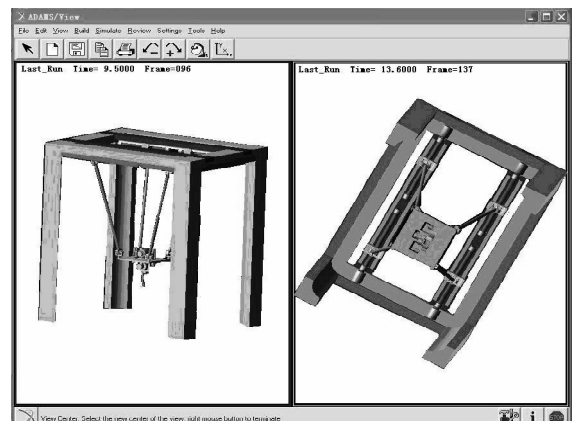 ADAMS/View
File Edit View Build Simulate Review Settings Tools Help
Last_Run Time= 9.5000 Frame=096
Last_Run Time= 13.6000 Frame=137
View Center: Select the new center of the view, right mouse button to terminate